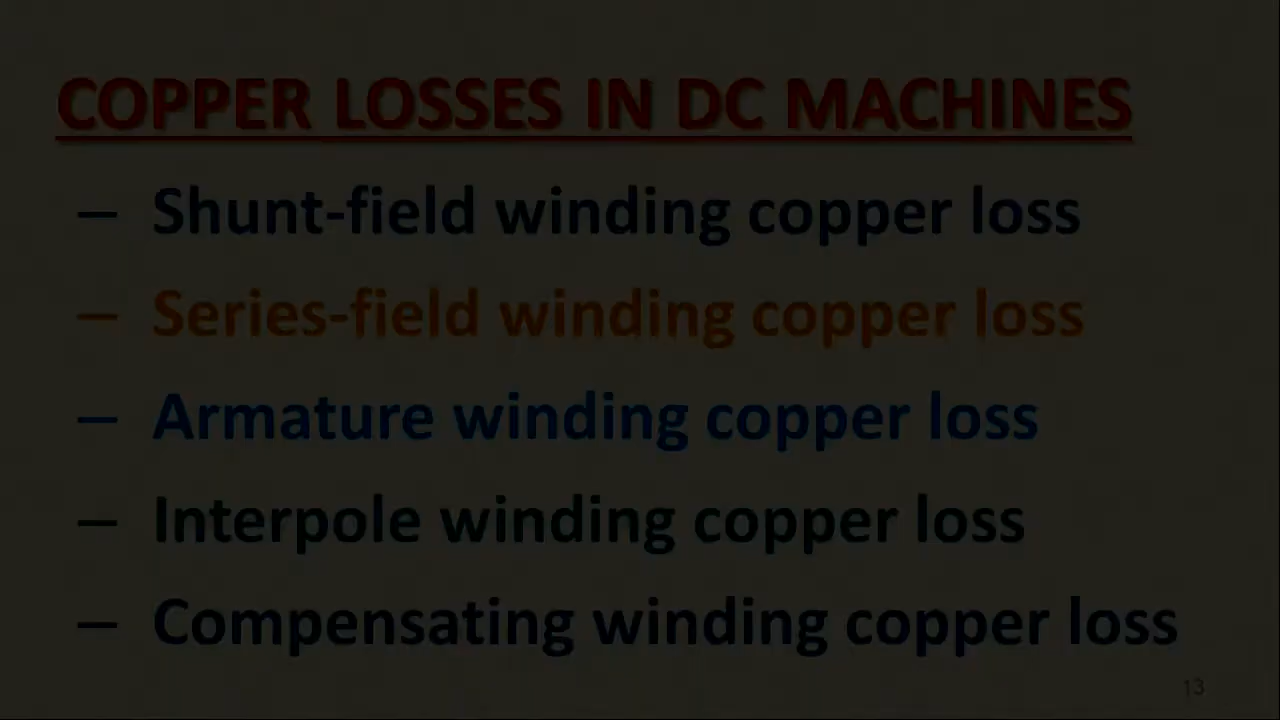 COPPER LOSSES IN DC MACHINES
– Shunt-field winding copper loss
– Series-field winding copper loss
– Armature winding copper loss
– Interpole winding copper loss
– Compensating winding copper loss
13